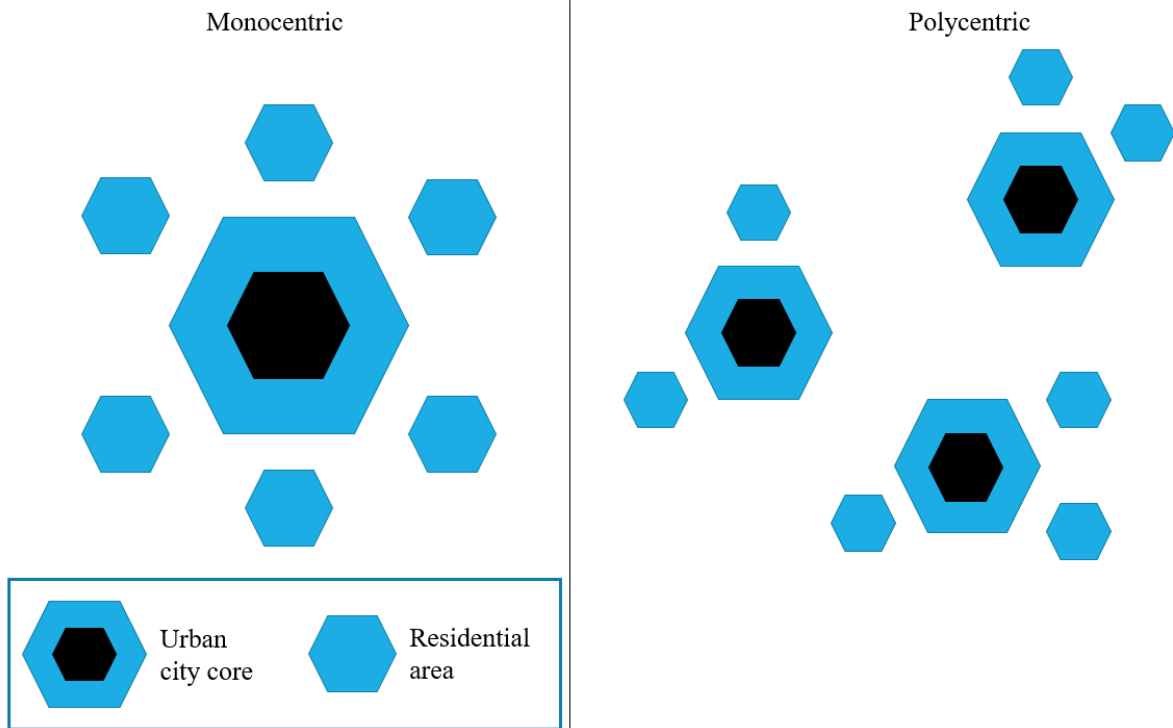 Monocentric
Polycentric
Urban
city core
Residential
area